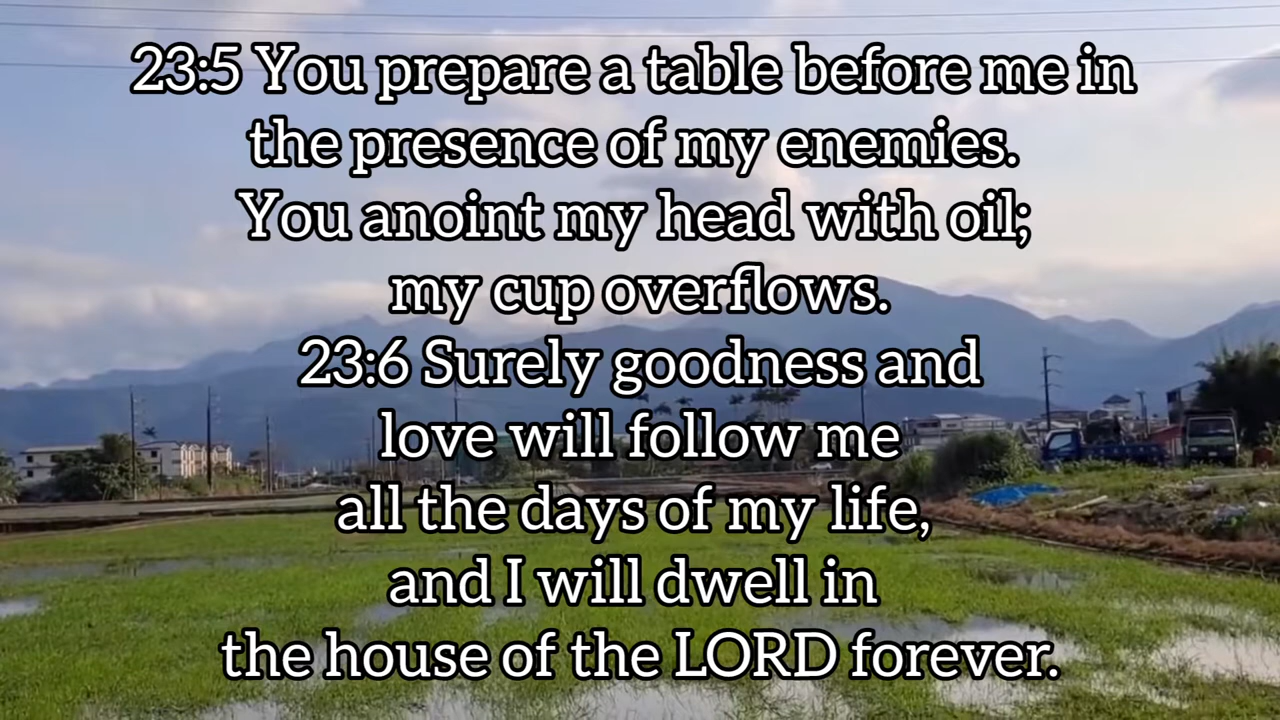 23:5 You prepare a table before me in
the presence of my enemies.
You anoint my head with oil;
my cup overflows.
23:6 Surely goodness and
love will follow me
all the days of my life,
and I will dwell in
the house of the LORD forever.